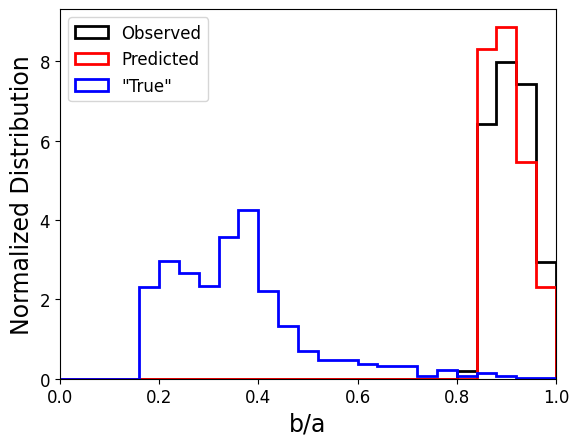 Observed
Predicted
"True"
Normalized Distribution
8
6
4
2
0
0.0 0.2 0.4 0.6 0.8 1.0
b/a